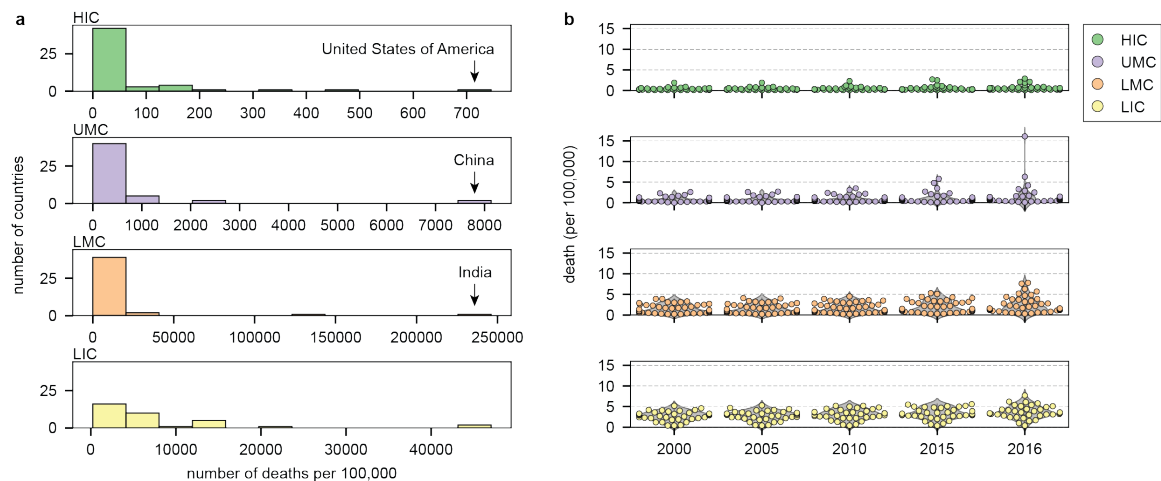 a
HIC
25
0
United States of America
0 100 200 300 400 500 600 700
UMC
25
0
China
0 1000 2000 3000 4000 5000 6000 7000 8000
LMC
25
0
India
0 50000 100000 150000 200000 250000
LIC
25
0
0 10000 20000 30000 40000
number of deaths per 100,000
number of countries
b
15
10
5
0
15
10
5
0
15
10
5
0
15
10
5
0
2000 2005 2010 2015 2016
death (per 100,000)
HIC
UMC
LMC
LIC